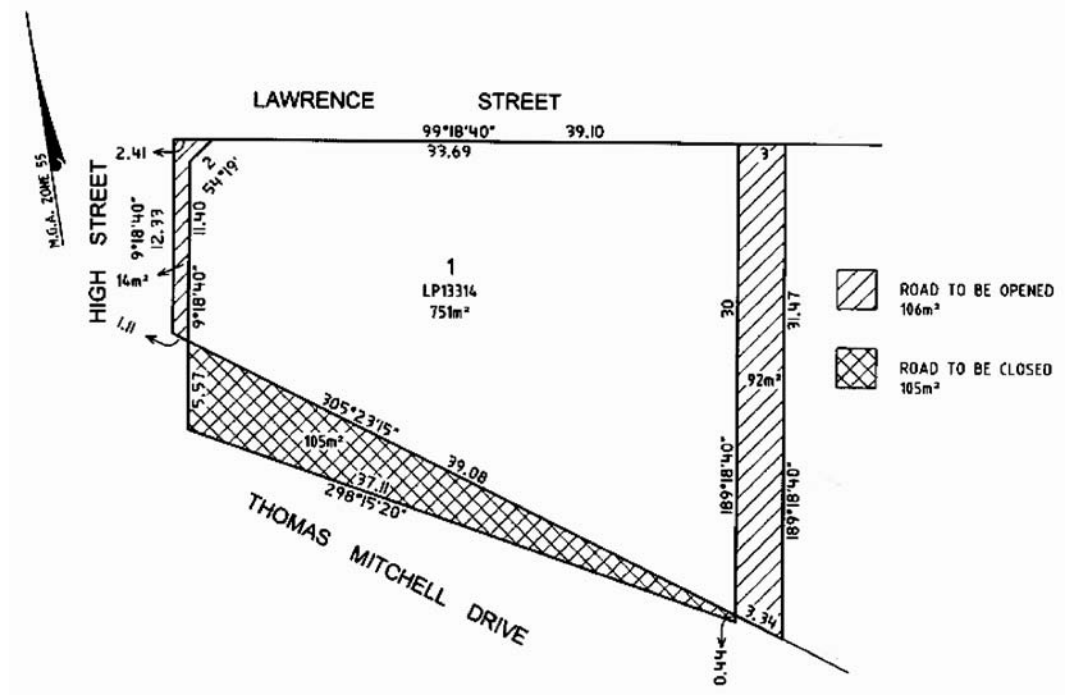 LAWRENCE STREET
99°18'40" 39.10
33.69
2.41
2
54°19'
3
M.G.A. ZONE 55
HIGH STREET
9°18'40"
12.99
11.40
9°18'40"
14m²
1.11
1
LP13314
751m²
30
31.47
92m²
189°18'40"
189°18'40"
5.57
305°23'15"
39.08
105m²
37.11
298°15'20"
3.34
0.44
THOMAS MITCHELL DRIVE
ROAD TO BE OPENED
106m²
ROAD TO BE CLOSED
105m²